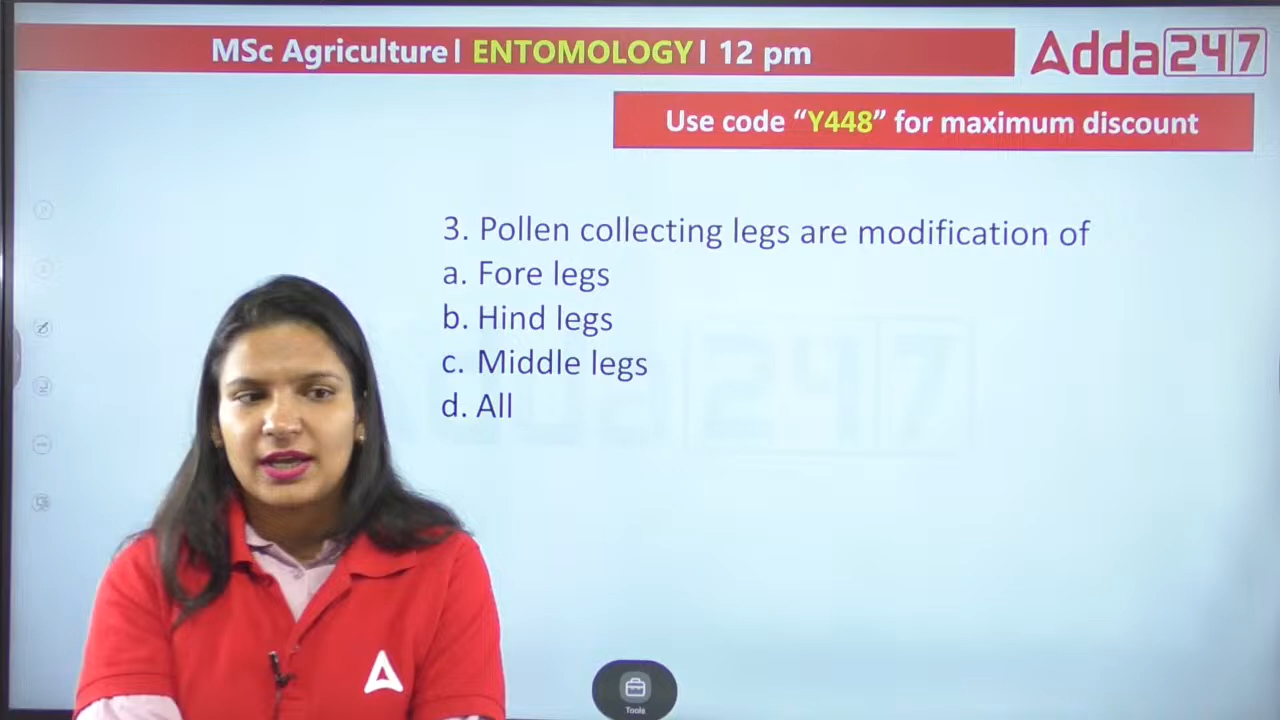 MSc Agriculture| ENTOMOLOGY| 12 pm
Adda247
Use code “Y448” for maximum discount
3. Pollen collecting legs are modification of
a. Fore legs
b. Hind legs
c. Middle legs
d. All
Tools